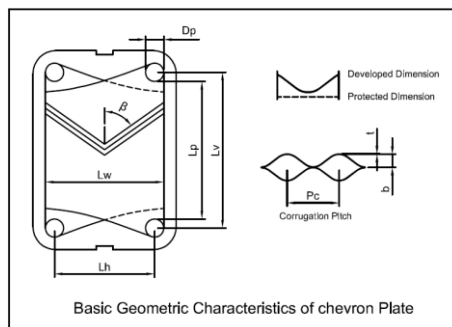 Dp
β
Lp
Lv
Lw
Lh
Developed Dimension
Protected Dimension
t
b
Pc
Corrugation Pitch
Basic Geometric Characteristics of chevron Plate